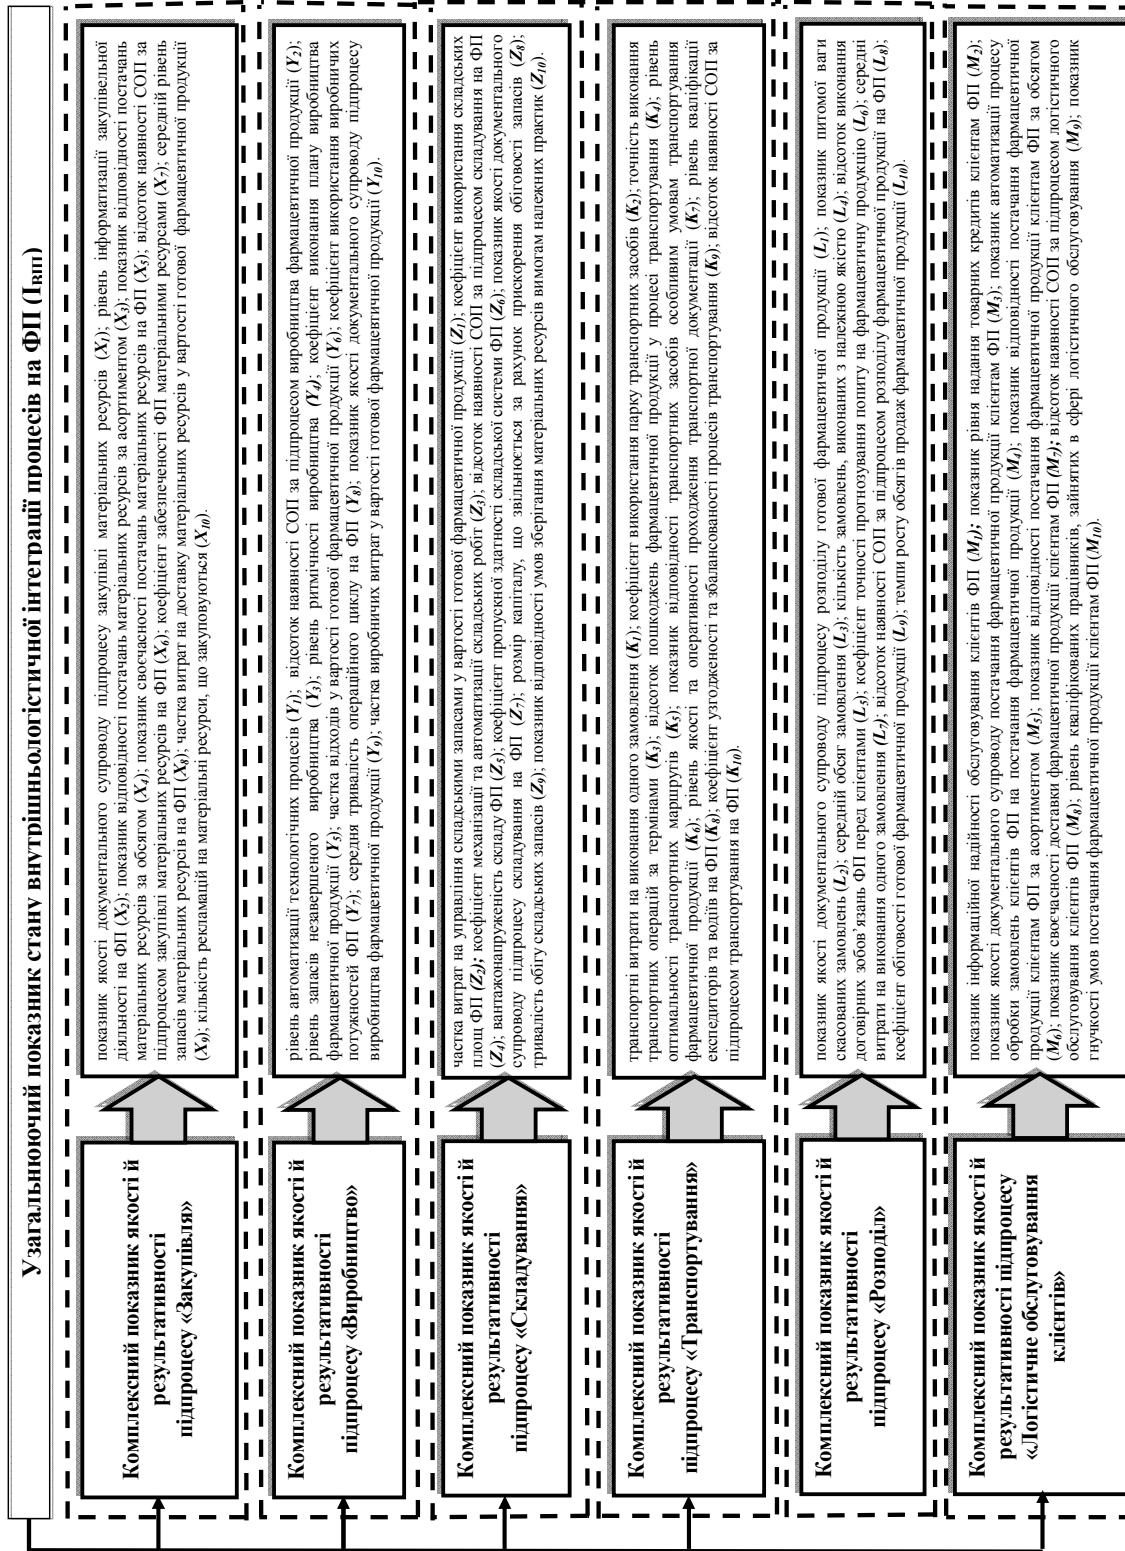 Узагальнюючий показник стану внутрішньологістичної інтеграції процесів на ФП (Iвлі)
Комплексний показник якості й
результативності
підпроцесу «Закупівля»
показник якості документального супроводу підпроцесу закупівлі матеріальних ресурсів (X1); рівень інформатизації закупівельної
діяльності на ФП (X2); показник відповідності постачань матеріальних ресурсів за асортиментом (X3); показник відповідності постачань
матеріальних ресурсів за обсягом (X4); показник своєчасності постачань матеріальних ресурсів на ФП (X5); відсоток наявності СОП за
підпроцесом закупівлі матеріальних ресурсів на ФП (X6); коефіцієнт забезпеченості ФП матеріальними ресурсами (X7); середній рівень
запасів матеріальних ресурсів на ФП (X8); частка витрат на доставку матеріальних ресурсів у вартості готової фармацевтичної продукції
(X9); кількість рекламацій на матеріальні ресурси, що закуповуються (X10).
Комплексний показник якості й
результативності
підпроцесу «Виробництво»
рівень автоматизації технологічних процесів (Y1); відсоток наявності СОП за підпроцесом виробництва фармацевтичної продукції (Y2);
рівень запасів незавершеного виробництва (Y3); рівень ритмічності виробництва (Y4); коефіцієнт виконання плану виробництва
фармацевтичної продукції (Y5); частка відходів у вартості готової фармацевтичної продукції (Y6); коефіцієнт використання виробничих
потужностей ФП (Y7); середня тривалість операційного циклу на ФП (Y8); показник якості документального супроводу підпроцесу
виробництва фармацевтичної продукції (Y9); частка виробничих витрат у вартості готової фармацевтичної продукції (Y10).
Комплексний показник якості й
результативності
підпроцесу «Складування»
частка витрат на управління складськими запасами у вартості готової фармацевтичної продукції (Z1); коефіцієнт використання складських
площ ФП (Z2); коефіцієнт механізації та автоматизації складських робіт (Z3); відсоток наявності СОП за підпроцесом складування на ФП
(Z4); вантажонапруженість складу ФП (Z5); коефіцієнт пропускної здатності складської системи ФП (Z6); показник якості документального
супроводу підпроцесу складування на ФП (Z7); розмір капіталу, що звільнюється за рахунок прискорення обіговості запасів (Z8);
тривалість обігу складських запасів (Z9); показник відповідності умов зберігання матеріальних ресурсів вимогам належних практик (Z10).
Комплексний показник якості й
результативності
підпроцесу «Транспортування»
транспортні витрати на виконання одного замовлення (K1); коефіцієнт використання парку транспортних засобів (K2); точність виконання
транспортних операцій за термінами (K3); відсоток пошкоджень фармацевтичної продукції у процесі транспортування (K4); рівень
оптимальності транспортних маршрутів (K5); показник відповідності транспортних засобів особливим умовам транспортування
фармацевтичної продукції (K6); рівень якості та оперативності проходження транспортної документації (K7); рівень кваліфікації
експедиторів та водіїв на ФП (K8); коефіцієнт узгодженості та збалансованості процесів транспортування (K9); відсоток наявності СОП за
підпроцесом транспортування на ФП (K10).
Комплексний показник якості й
результативності
підпроцесу «Розподіл»
показник якості документального супроводу підпроцесу розподілу готової фармацевтичної продукції (L1); показник питомої ваги
скасованих замовлень (L2); середній обсяг замовлення (L3); кількість замовлень, виконаних з належною якістю (L4); відсоток виконання
договірних зобов'язань ФП перед клієнтами (L5); коефіцієнт точності прогнозування попиту на фармацевтичну продукцію (L6); середні
витрати на виконання одного замовлення (L7); відсоток наявності СОП за підпроцесом розподілу фармацевтичної продукції на ФП (L8);
коефіцієнт обіговості готової фармацевтичної продукції (L9); темпи росту обсягів продаж фармацевтичної продукції (L10).
Комплексний показник якості й
результативності підпроцесу
«Логістичне обслуговування
клієнтів»
показник інформаційної надійності обслуговування клієнтів ФП (M1); показник рівня надання товарних кредитів клієнтам ФП (M2);
показник якості документального супроводу постачання фармацевтичної продукції клієнтам ФП (M3); показник автоматизації процесу
обробки замовлень клієнтів ФП на постачання фармацевтичної продукції (M4); показник відповідності постачання фармацевтичної
продукції клієнтам ФП за асортиментом (M5); показник відповідності постачання фармацевтичної продукції клієнтам ФП за обсягом
(M6); показник своєчасності доставки фармацевтичної продукції клієнтам ФП (M7); відсоток наявності СОП за підпроцесом логістичного
обслуговування клієнтів ФП (M8); рівень кваліфікованих працівників, зайнятих в сфері логістичного обслуговування (M9); показник
гнучкості умов постачання фармацевтичної продукції клієнтам ФП (M10).